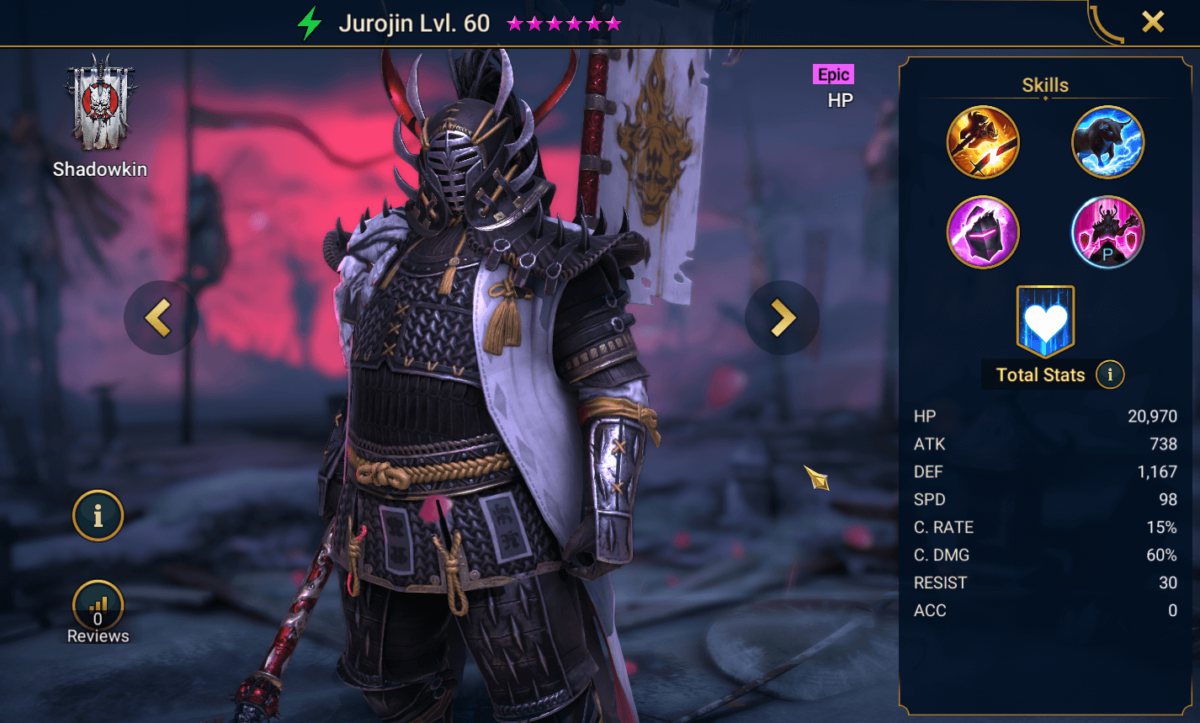 Jurojin Lvl. 60
Epic
HP
Shadowkin
Skills
P
Total Stats
HP 20,970
ATK 738
DEF 1,167
SPD 98
C. RATE 15%
C. DMG 60%
RESIST 30
ACC 0
0
Reviews